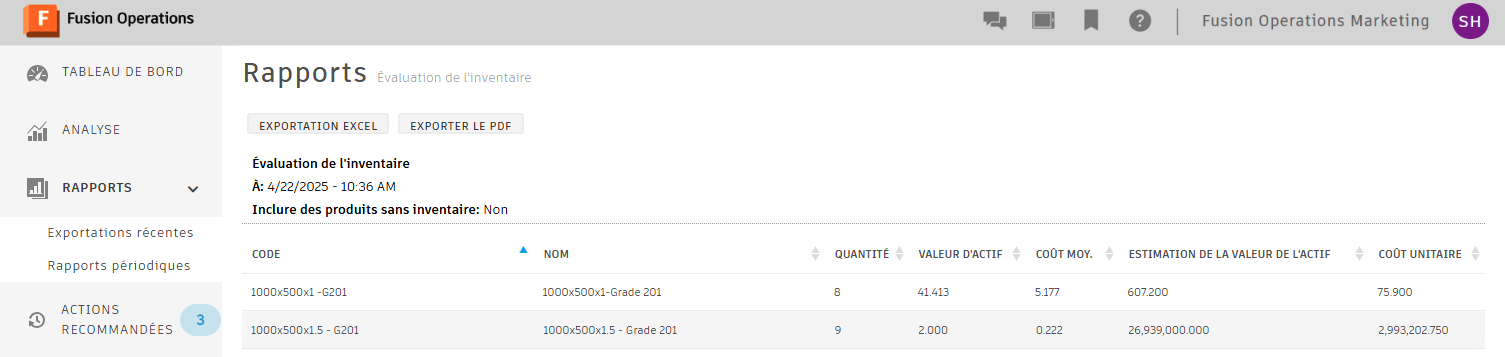 F Fusion Operations
? Fusion Operations Marketing SH
TABLEAU DE BORD
ANALYSE
RAPPORTS
Exportations récentes
Rapports périodiques
ACTIONS
RECOMMANDÉES 3
Rapports Évaluation de l'inventaire
EXPORTATION EXCEL EXPORTER LE PDF
Évaluation de l'inventaire
À: 4/22/2025 - 10:36 AM
Inclure des produits sans inventaire: Non
CODE NOM QUANTITÉ VALEUR D'ACTIF COÛT MOY. ESTIMATION DE LA VALEUR DE L'ACTIF COÛT UNITAIRE
1000x500x1 -G201 1000x500x1-Grade 201 8 41.413 5.177 607.200 75.900
1000x500x1.5 - G201 1000x500x1.5 - Grade 201 9 2.000 0.222 26,939,000.000 2,993,202.750